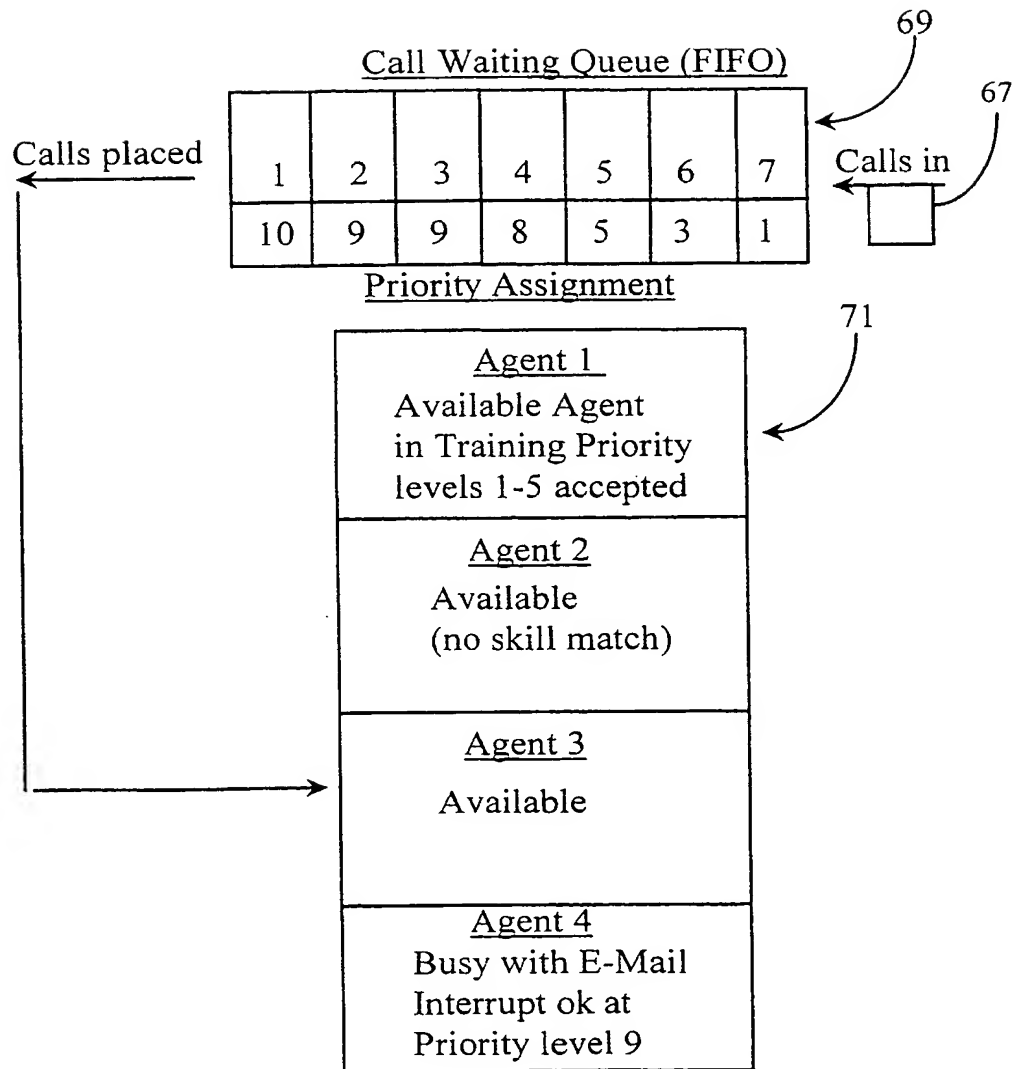 69
Call Waiting Queue (FIFO)
67
Calls placed
Calls in
1 2 3 4 5 6 7
10 9 9 8 5 3 1
Priority Assignment
71
Agent 1
Available Agent
in Training Priority
levels 1-5 accepted
Agent 2
Available
(no skill match)
Agent 3
Available
Agent 4
Busy with E-Mail
Interrupt ok at
Priority level 9